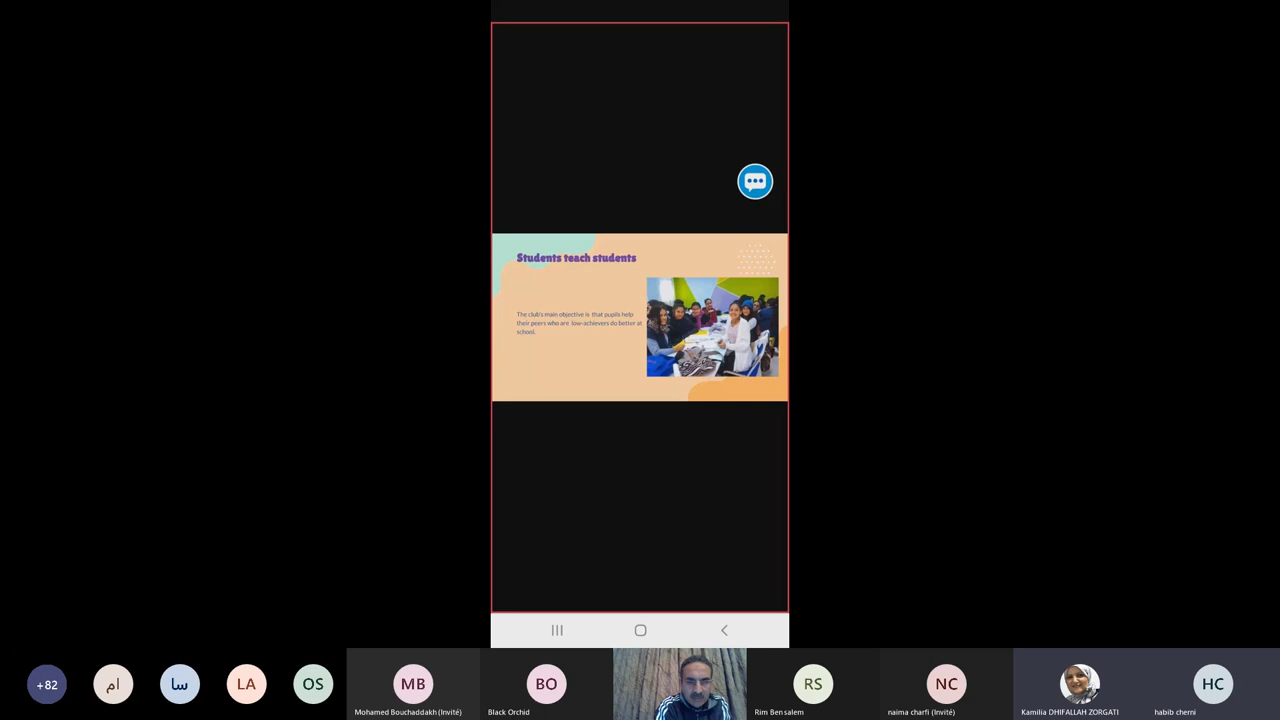 Students teach students
The club's main objective is that pupils help
their peers who are low-achievers do better at
school.
+82
ام
سا
LA
OS
MB
Mohamed Bouchaddakh (Invité)
BO
Black Orchid
RS
Rim Ben salem
NC
naima charfi (Invité)
Kamilia DHIFALLAH ZORGATI
HC
habib cherni